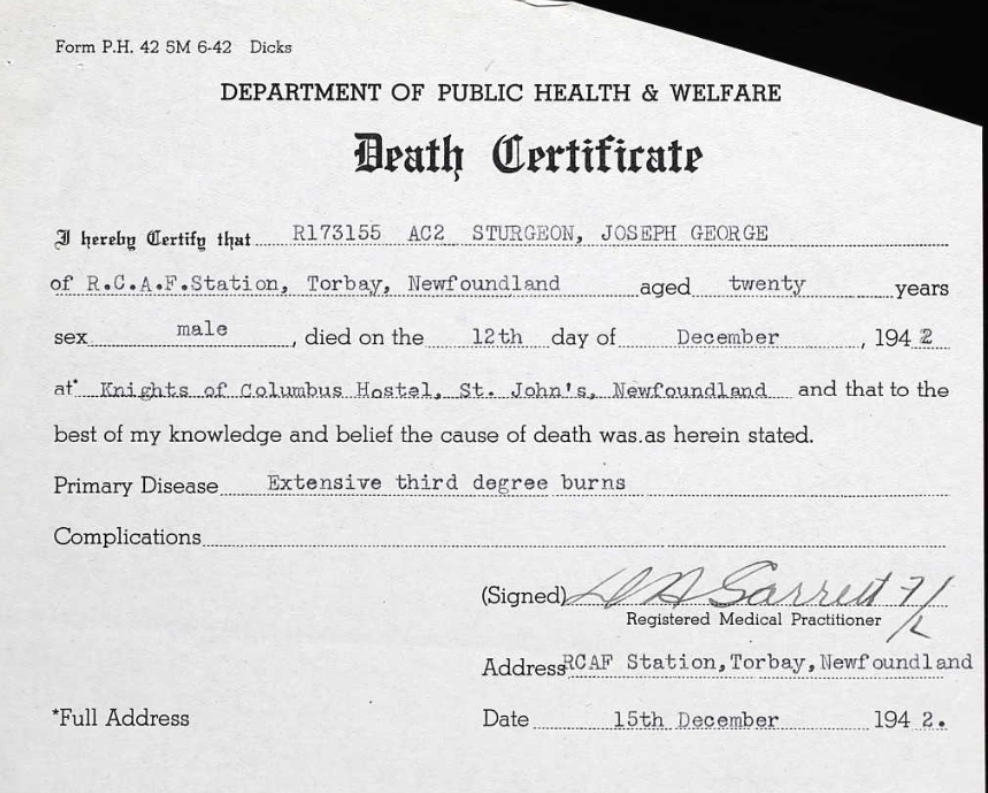 Form P.H. 42 5M 6-42 Dicks
DEPARTMENT OF PUBLIC HEALTH & WELFARE
Death Certificate
I hereby Certify that R173155 AC2 STURGEON, JOSEPH GEORGE
of R.C.A.F.Station, Torbay, Newfoundland aged twenty years
sex male, died on the 12th day of December, 1942
at* Knights of Columbus Hostel, St. John's, Newfoundland and that to the
best of my knowledge and belief the cause of death was.as herein stated.
Primary Disease Extensive third degree burns
Complications
(Signed) Garrett F/L
Registered Medical Practitioner
Address RCAF Station, Torbay, Newfoundland
*Full Address Date 15th December 1942.